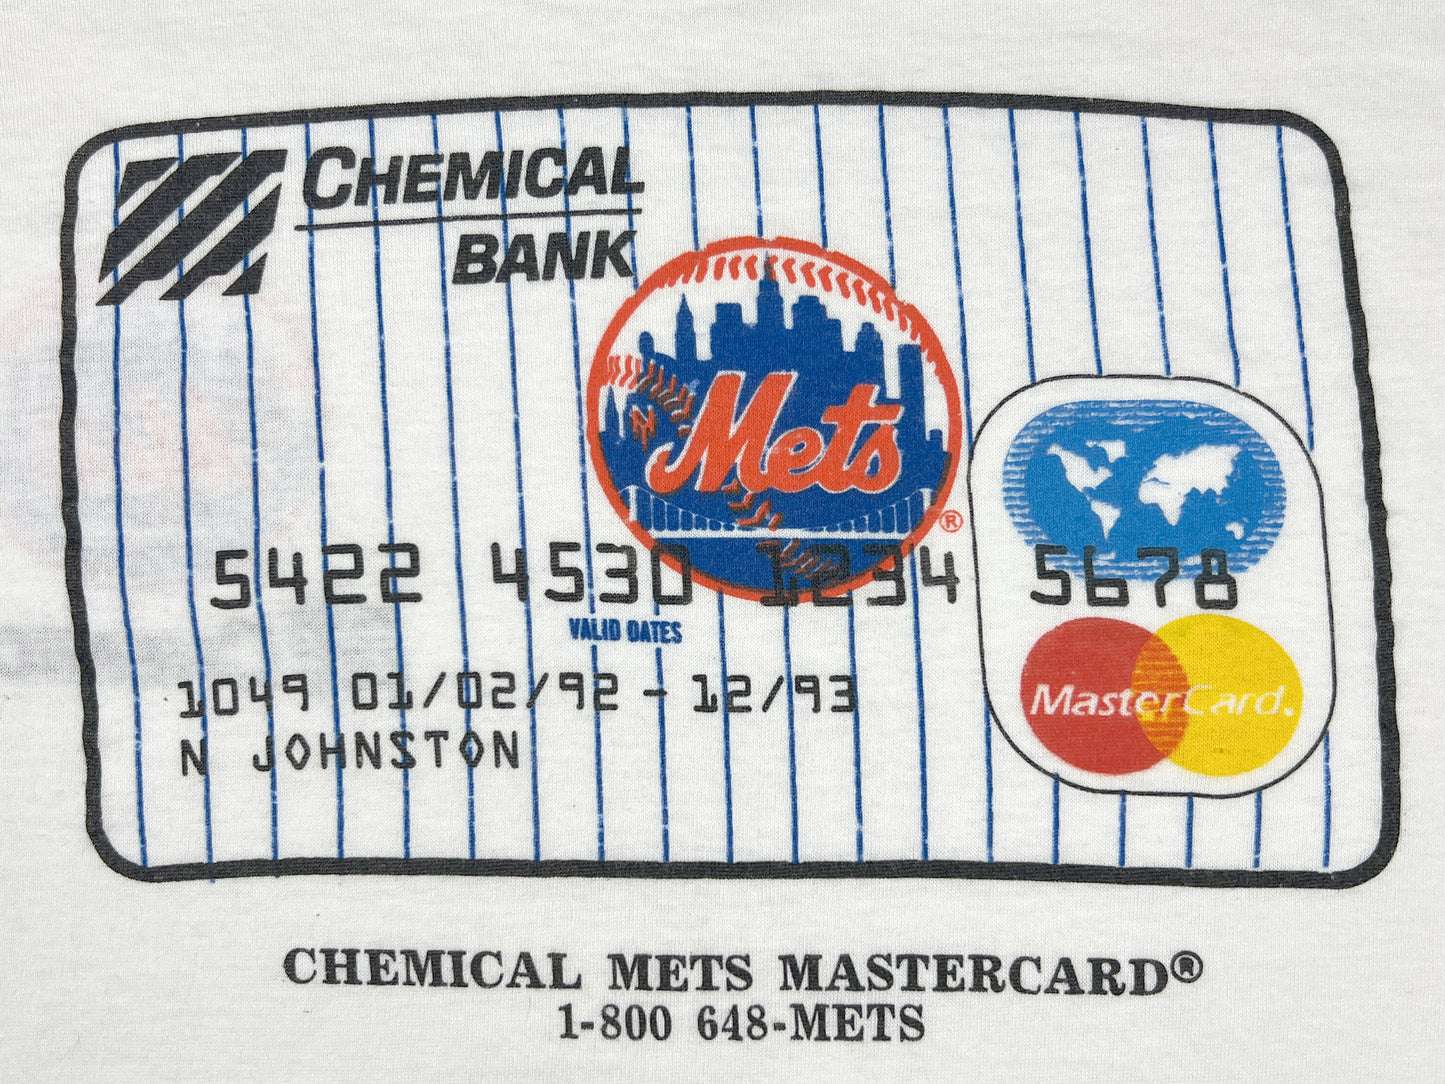 CHEMICAL
BANK
NY
Mets
®
5422 4530 1234 5678
VALID DATES
1049 01/02/92 - 12/93
N JOHNSTON
MasterCard.
CHEMICAL METS MASTERCARD®
1-800 648-METS